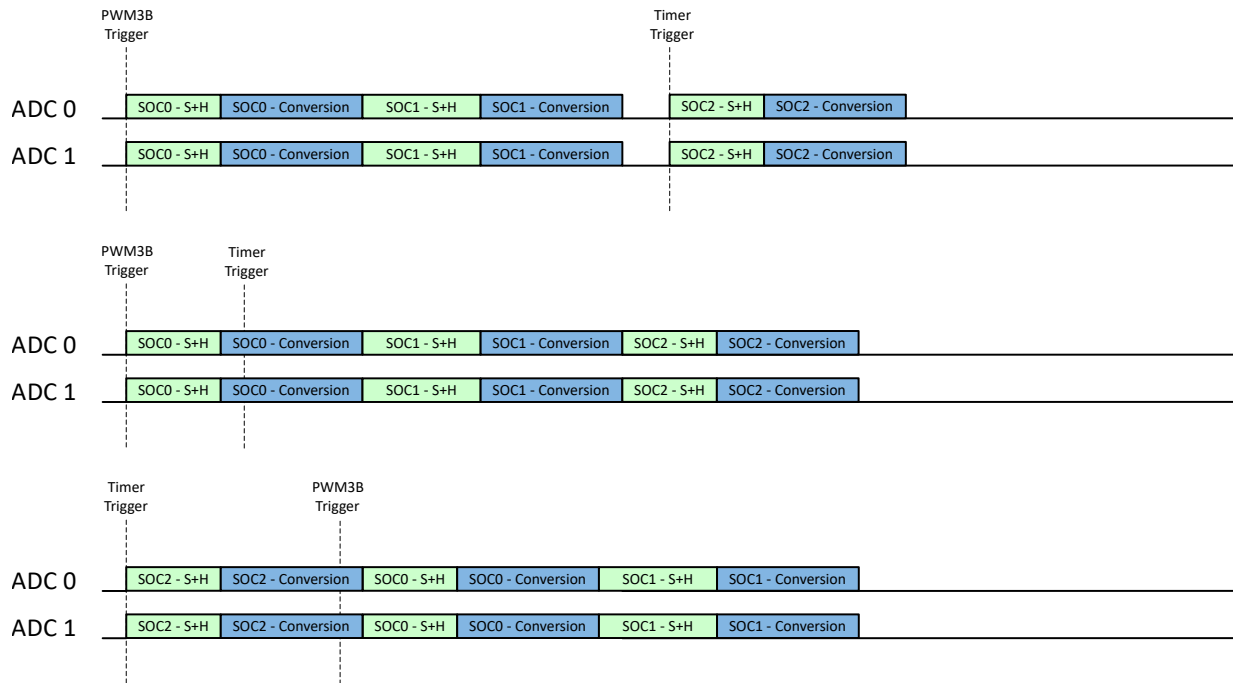 PWM3B
Trigger
Timer
Trigger
ADC 0 SOC0 - S+H SOC0 - Conversion SOC1 - S+H SOC1 - Conversion SOC2 - S+H SOC2 - Conversion
ADC 1 SOC0 - S+H SOC0 - Conversion SOC1 - S+H SOC1 - Conversion SOC2 - S+H SOC2 - Conversion
PWM3B
Trigger
Timer
Trigger
ADC 0 SOC0 - S+H SOC0 - Conversion SOC1 - S+H SOC1 - Conversion SOC2 - S+H SOC2 - Conversion
ADC 1 SOC0 - S+H SOC0 - Conversion SOC1 - S+H SOC1 - Conversion SOC2 - S+H SOC2 - Conversion
Timer
Trigger
PWM3B
Trigger
ADC 0 SOC2 - S+H SOC2 - Conversion SOC0 - S+H SOC0 - Conversion SOC1 - S+H SOC1 - Conversion
ADC 1 SOC2 - S+H SOC2 - Conversion SOC0 - S+H SOC0 - Conversion SOC1 - S+H SOC1 - Conversion